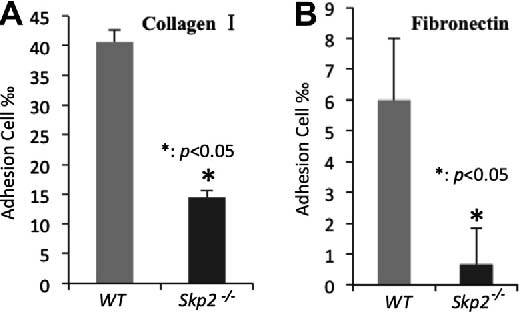 A
Collagen I
Adhesion Cell ‰
45
40
35
30
25
20
15
10
5
0
*: p<0.05
*
WT
Skp2 -/-
B
Fibronectin
Adhesion Cell ‰
9
8
7
6
5
4
3
2
1
0
*: p<0.05
*
WT
Skp2 -/-